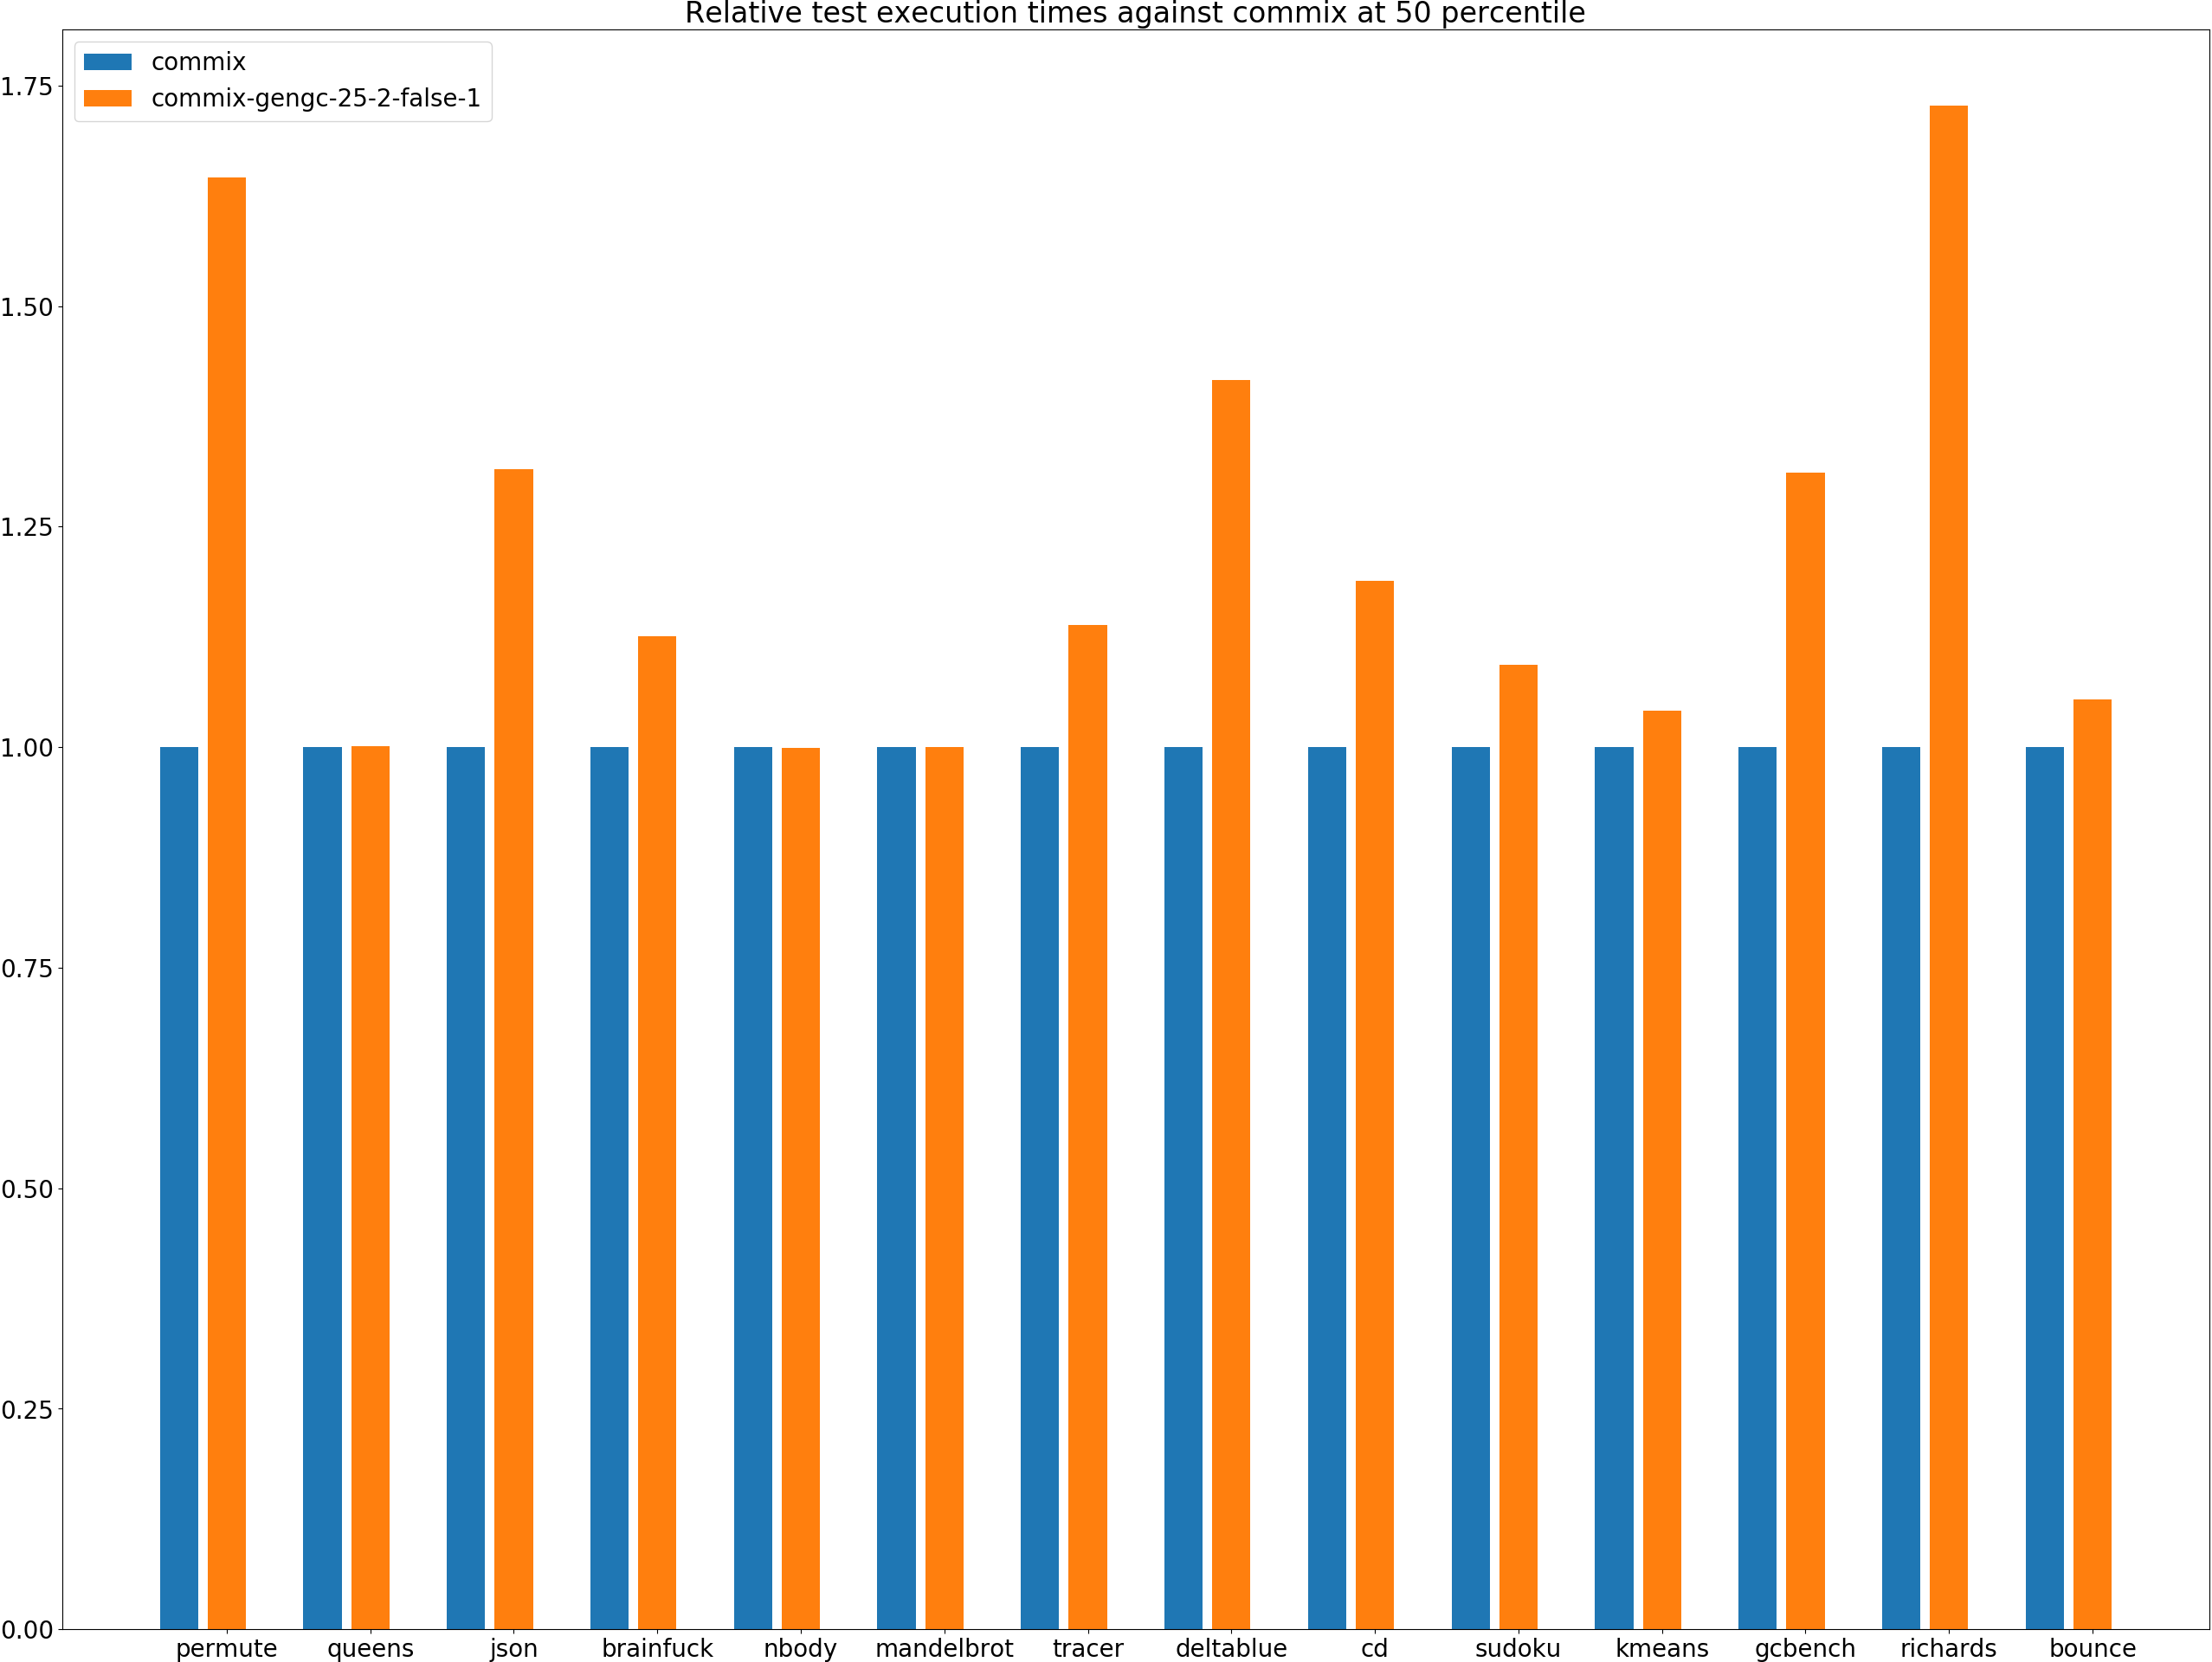 Relative test execution times against commix at 50 percentile
commix
commix-gengc-25-2-false-1
1.75
1.50
1.25
1.00
0.75
0.50
0.25
0.00
permute queens json brainfuck nbody mandelbrot tracer deltablue cd sudoku kmeans gcbench richards bounce